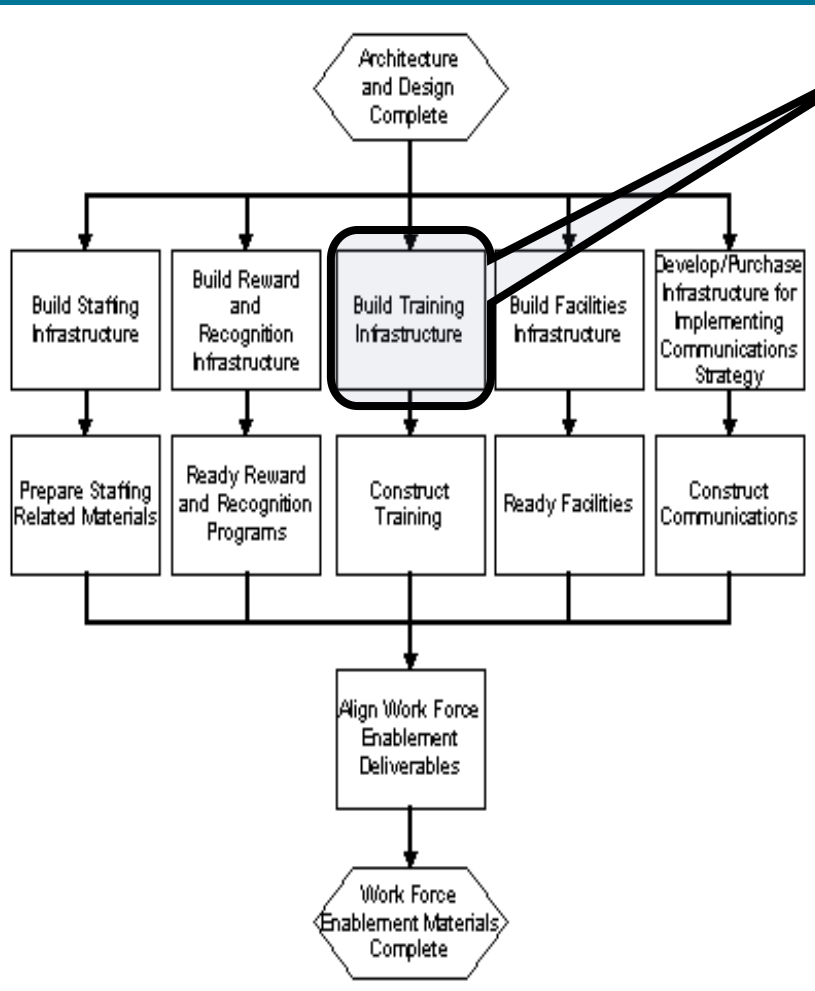 Architecture
and Design
Complete
Build Staffing
Infrastructure
Build Reward
and
Recognition
Infrastructure
Build Training
Infrastructure
Build Facilities
Infrastructure
Develop/Purchase
Infrastructure for
Implementing
Communications
Strategy
Prepare Staffing
Related Materials
Ready Reward
and Recognition
Programs
Construct
Training
Ready Facilities
Construct
Communications
Align Work Force
Enablement
Deliverables
Work Force
Enablement Materials
Complete